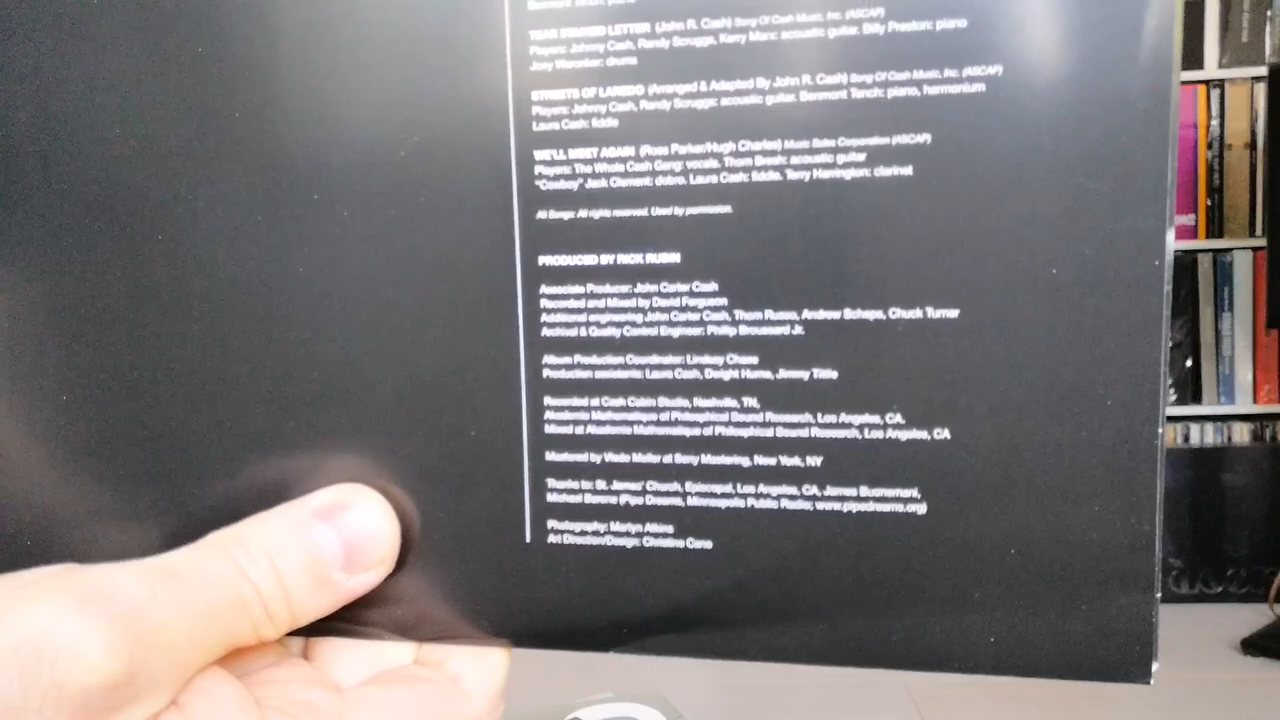 Benmont Tench: piano
TEAR STAINED LETTER (John R. Cash) Song Of Cash Music, Inc. (ASCAP)
Players: Johnny Cash, Randy Scruggs, Kerry Marx: acoustic guitar. Billy Preston: piano
Joey Waronker: drums
STREETS OF LAREDO (Arranged & Adapted By John R. Cash) Song Of Cash Music, Inc. (ASCAP)
Players: Johnny Cash, Randy Scruggs: acoustic guitar. Benmont Tench: piano, harmonium
Laura Cash: fiddle
WE'LL MEET AGAIN (Ross Parker/Hugh Charles) Music Sales Corporation (ASCAP)
Players: The Whole Cash Gang: vocals. Thom Bresh: acoustic guitar
"Cowboy" Jack Clement: dobro. Laura Cash: fiddle. Terry Harrington: clarinet
All Songs: All rights reserved. Used by permission.
PRODUCED BY RICK RUBIN
Associate Producer: John Carter Cash
Recorded and Mixed by David Ferguson
Additional engineering John Carter Cash, Thom Russo, Andrew Scheps, Chuck Turner
Archival & Quality Control Engineer: Phillip Broussard Jr.
Album Production Coordinator: Lindsay Chase
Production assistants: Laura Cash, Dwight Hume, Jimmy Tittle
Recorded at Cash Cabin Studio, Nashville, TN,
Akademie Mathematique of Philosphical Sound Research, Los Angeles, CA.
Mixed at Akademie Mathematique of Philosphical Sound Research, Los Angeles, CA
Mastered by Vlado Meller at Sony Mastering, New York, NY
Thanks to: St. James' Church, Episcopal, Los Angeles, CA, James Buonemani,
Michael Barone (Pipe Dreams, Minneapolis Public Radio; www.pipedreams.org)
Photography: Martyn Atkins
Art Direction/Design: Christine Cano